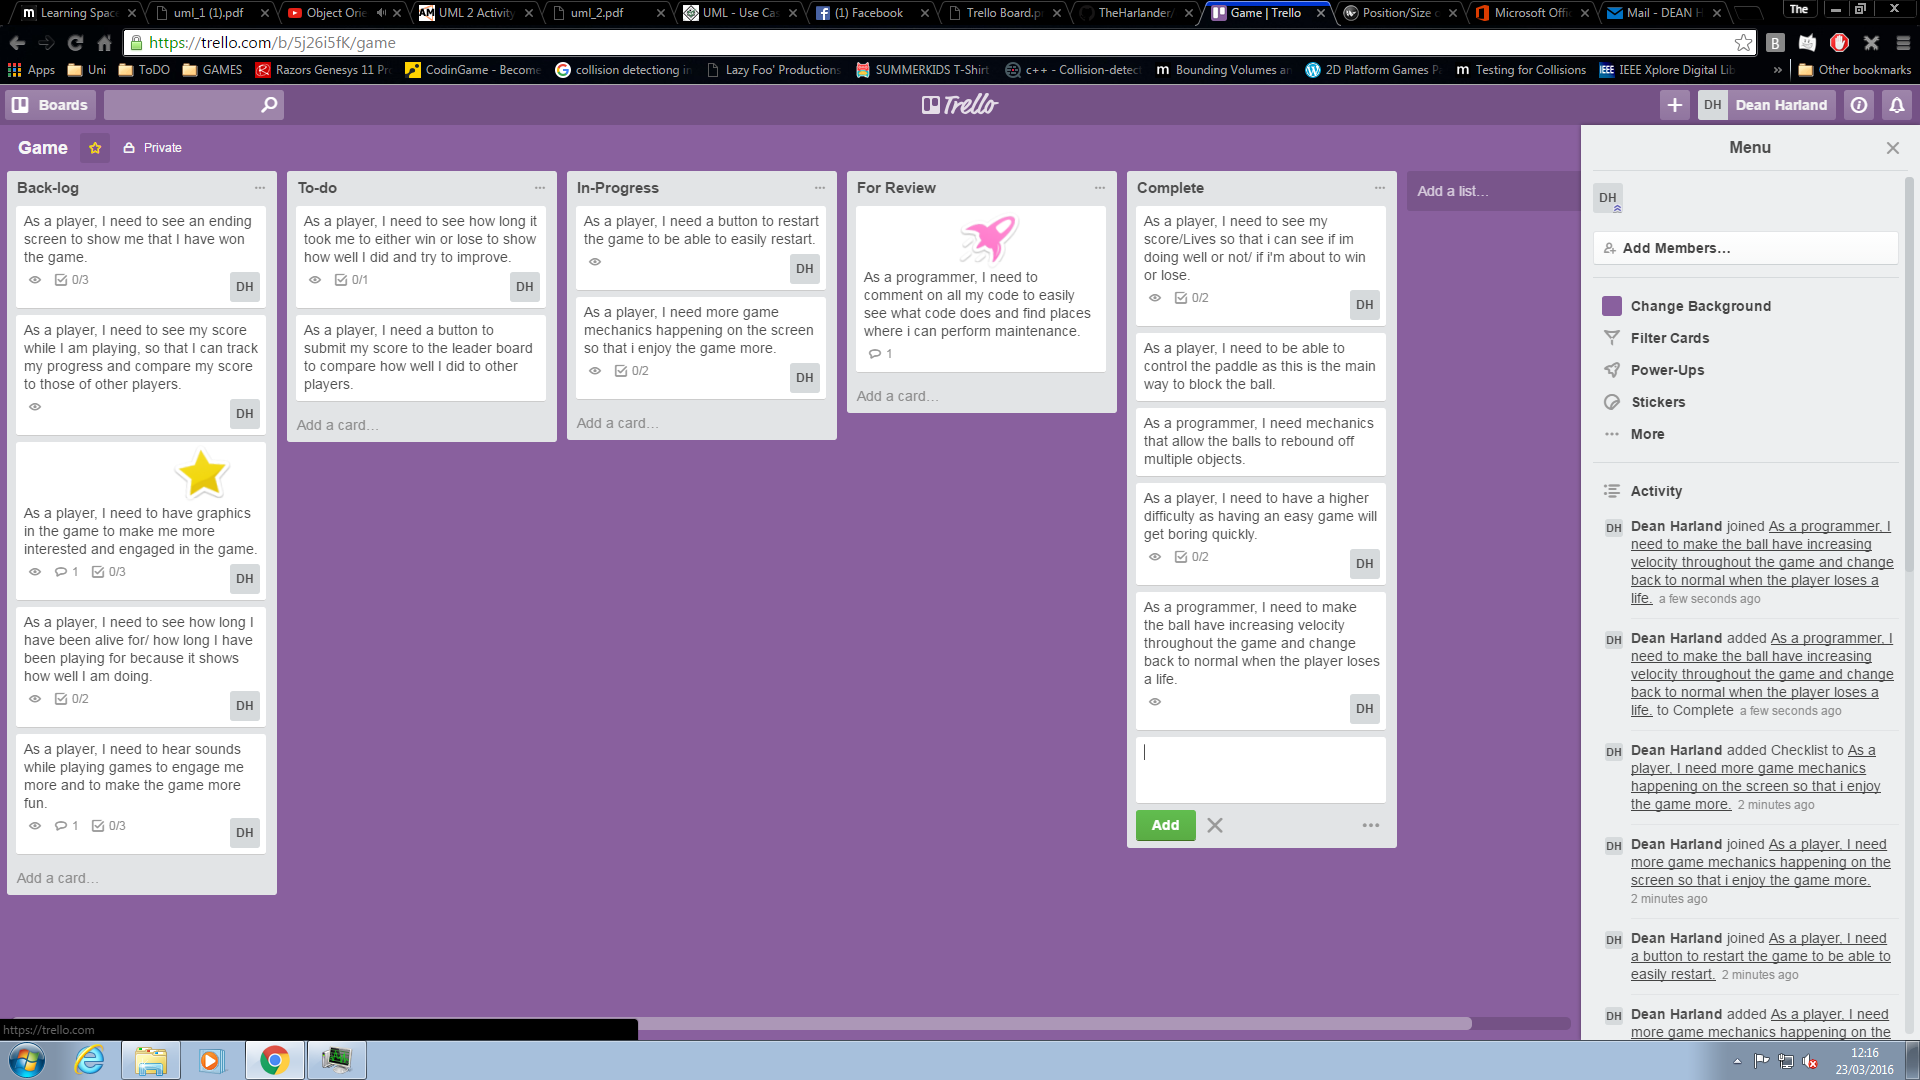 Learning Space
uml_1 (1).pdf
Object Orie
UML 2 Activity
uml_2.pdf
UML - Use Cas
(1) Facebook
Trello Board.p
TheHarlander/
Game | Trello
Position/Size o
Microsoft Offi
Mail - DEAN H
The
https://trello.com/b/5j26i5fK/game
Apps
Uni
ToDO
GAMES
Razors Genesys 11 Pr
CodinGame - Become
collision detectiong in
Lazy Foo' Productions
SUMMERKIDS T-Shirt
c++ - Collision-detect
Bounding Volumes an
2D Platform Games P
Testing for Collisions
IEEE Xplore Digital Lib
»
Other bookmarks
Boards
Trello
DH
Dean Harland
Game
Private
Back-log
As a player, I need to see an ending
screen to show me that I have won
the game.
0/3
DH
As a player, I need to see my score
while I am playing, so that I can track
my progress and compare my score
to those of other players.
DH
As a player, I need to have graphics
in the game to make me more
interested and engaged in the game.
1
0/3
DH
As a player, I need to see how long I
have been alive for/ how long I have
been playing for because it shows
how well I am doing.
0/2
DH
As a player, I need to hear sounds
while playing games to engage me
more and to make the game more
fun.
1
0/3
DH
Add a card...
To-do
As a player, I need to see how long it
took me to either win or lose to show
how well I did and try to improve.
0/1
DH
As a player, I need a button to
submit my score to the leader board
to compare how well I did to other
players.
Add a card...
In-Progress
As a player, I need a button to restart
the game to be able to easily restart.
DH
As a player, I need more game
mechanics happening on the screen
so that i enjoy the game more.
0/2
DH
Add a card...
For Review
As a programmer, I need to
comment on all my code to easily
see what code does and find places
where i can perform maintenance.
1
Add a card...
Complete
As a player, I need to see my
score/Lives so that i can see if im
doing well or not/ if i'm about to win
or lose.
0/2
DH
As a player, I need to be able to
control the paddle as this is the main
way to block the ball.
As a programmer, I need mechanics
that allow the balls to rebound off
multiple objects.
As a player, I need to have a higher
difficulty as having an easy game will
get boring quickly.
0/2
DH
As a programmer, I need to make
the ball have increasing velocity
throughout the game and change
back to normal when the player loses
a life.
DH
Add
Add a list...
Menu
DH
Add Members...
Change Background
Filter Cards
Power-Ups
Stickers
More
Activity
DH
Dean Harland joined As a programmer, I
need to make the ball have increasing
velocity throughout the game and change
back to normal when the player loses a
life. a few seconds ago
DH
Dean Harland added As a programmer, I
need to make the ball have increasing
velocity throughout the game and change
back to normal when the player loses a
life. to Complete a few seconds ago
DH
Dean Harland added Checklist to As a
player, I need more game mechanics
happening on the screen so that i enjoy
the game more. 2 minutes ago
DH
Dean Harland joined As a player, I need
more game mechanics happening on the
screen so that i enjoy the game more.
2 minutes ago
DH
Dean Harland joined As a player, I need
a button to restart the game to be able to
easily restart. 2 minutes ago
DH
Dean Harland added As a player, I need
more game mechanics happening on the
https://trello.com
12:16
23/03/2016